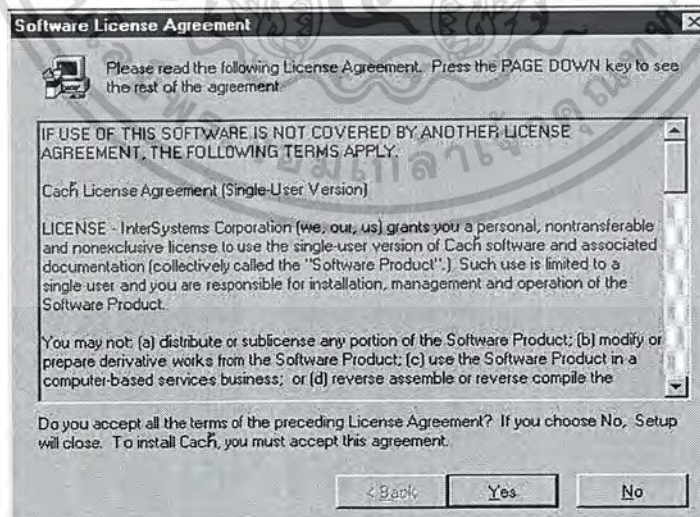 Software License Agreement
Please read the following License Agreement. Press the PAGE DOWN key to see
the rest of the agreement.
IF USE OF THIS SOFTWARE IS NOT COVERED BY ANOTHER LICENSE
AGREEMENT, THE FOLLOWING TERMS APPLY.
Cach้ License Agreement (Single-User Version)
LICENSE - InterSystems Corporation (we, our, us) grants you a personal, nontransferable
and nonexclusive license to use the single-user version of Cach้ software and associated
documentation (collectively called the "Software Product".) Such use is limited to a
single user and you are responsible for installation, management and operation of the
Software Product.
You may not: (a) distribute or sublicense any portion of the Software Product; (b) modify or
prepare derivative works from the Software Product; (c) use the Software Product in a
computer-based services business; or (d) reverse assemble or reverse compile the
Do you accept all the terms of the preceding License Agreement? If you choose No, Setup
will close. To install Cach้, you must accept this agreement.
< Back
Yes
No